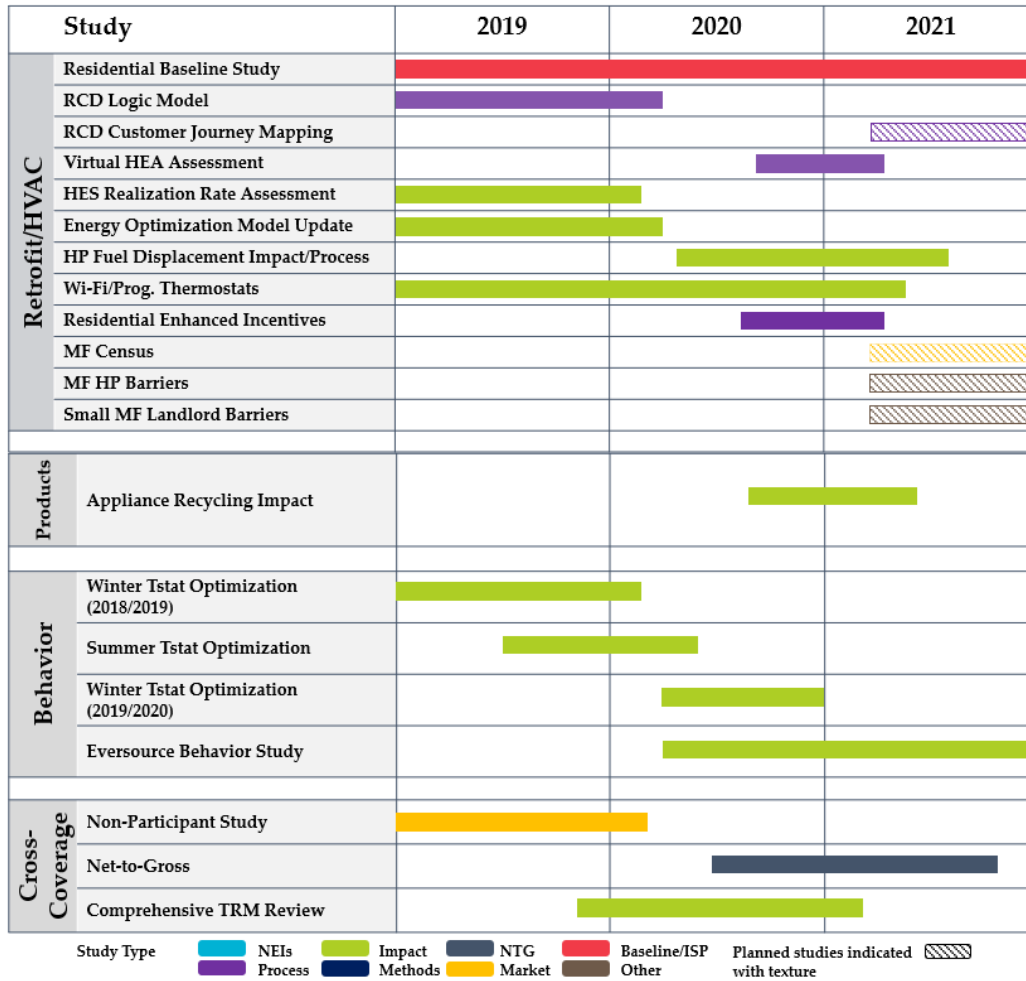 Study 2019 2020 2021
Retrofit/HVAC
Residential Baseline Study
RCD Logic Model
RCD Customer Journey Mapping
Virtual HEA Assessment
HES Realization Rate Assessment
Energy Optimization Model Update
HP Fuel Displacement Impact/Process
Wi-Fi/Prog. Thermostats
Residential Enhanced Incentives
MF Census
MF HP Barriers
Small MF Landlord Barriers
Products
Appliance Recycling Impact
Behavior
Winter Tstat Optimization
(2018/2019)
Summer Tstat Optimization
Winter Tstat Optimization
(2019/2020)
Eversource Behavior Study
Cross-
Coverage
Non-Participant Study
Net-to-Gross
Comprehensive TRM Review
Study Type NEIs Impact NTG Baseline/ISP Planned studies indicated
Process Methods Market Other with texture